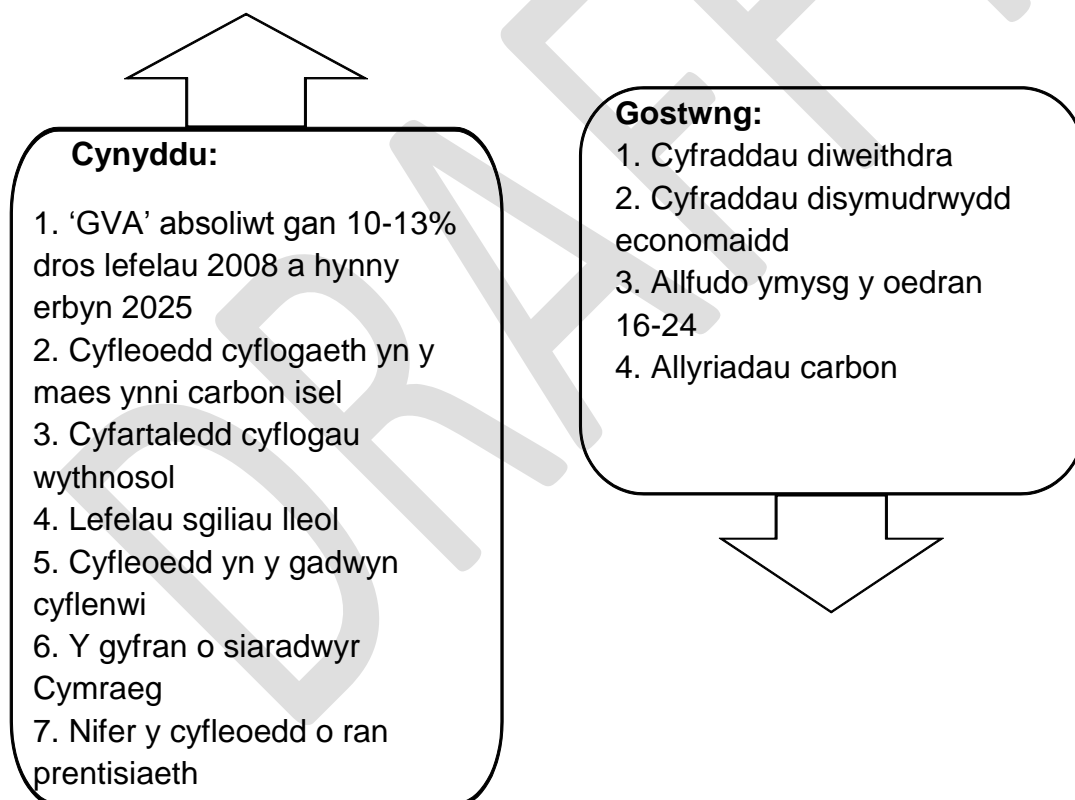 Cynyddu:
1. ‘GVA’ absoliwt gan 10-13%
dros lefelau 2008 a hynny
erbyn 2025
2. Cyfleoedd cyflogaeth yn y
maes ynni carbon isel
3. Cyfartaledd cyflogau
wythnosol
4. Lefelau sgiliau lleol
5. Cyfleoedd yn y gadwyn
cyflenwi
6. Y gyfran o siaradwyr
Cymraeg
7. Nifer y cyfleoedd o ran
prentisiaeth
Gostwng:
1. Cyfraddau diweithdra
2. Cyfraddau disymudrwydd
economaidd
3. Allfudo ymysg y oedran
16-24
4. Allyriadau carbon
DRAFT